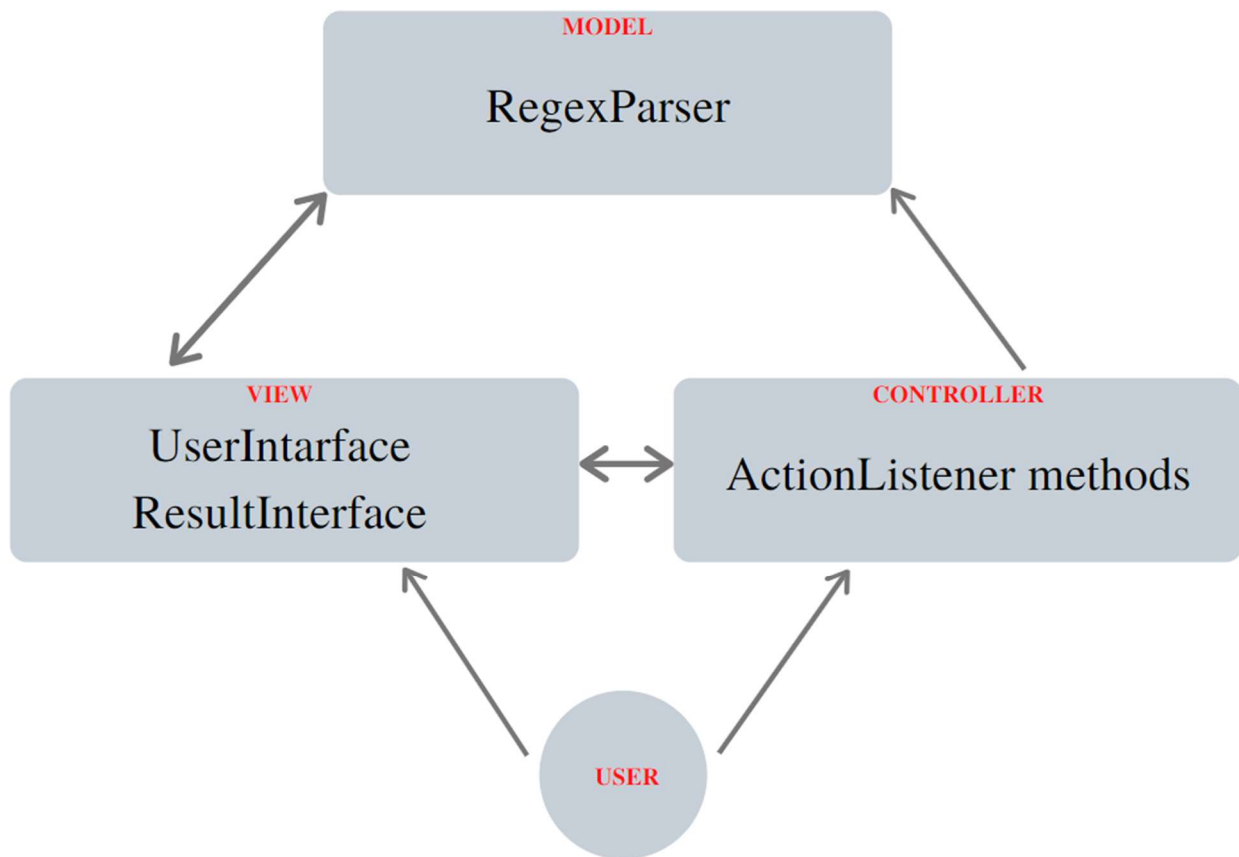 MODEL
RegexParser
VIEW
UserIntarface
ResultInterface
CONTROLLER
ActionListener methods
USER